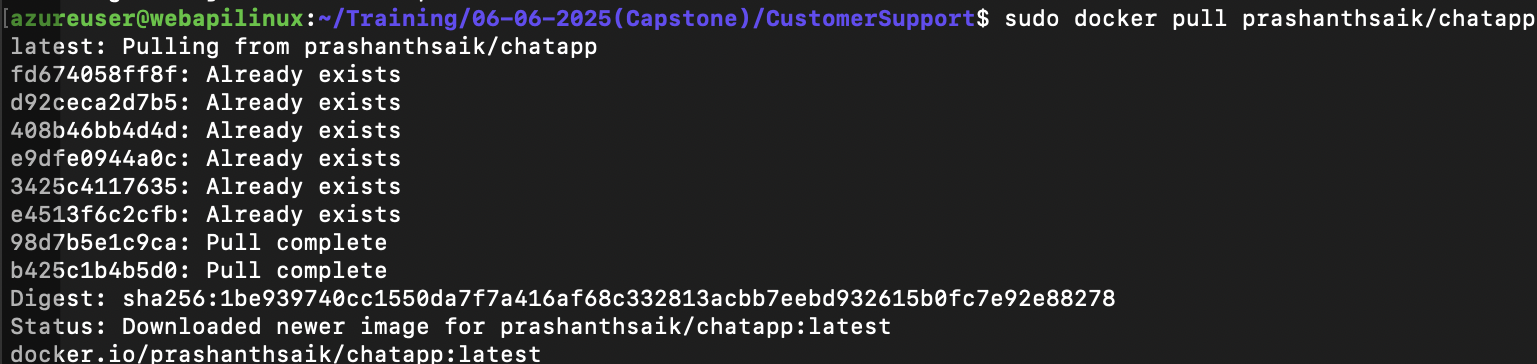 [azureuser@webapilinux:~/Training/06-06-2025(Capstone)/CustomerSupport$ sudo docker pull prashanthsaik/chatapp
latest: Pulling from prashanthsaik/chatapp
fd674058ff8f: Already exists
d92ceca2d7b5: Already exists
408b46bb4d4d: Already exists
e9dfe0944a0c: Already exists
3425c4117635: Already exists
e4513f6c2cfb: Already exists
98d7b5e1c9ca: Pull complete
b425c1b4b5d0: Pull complete
Digest: sha256:1be939740cc1550da7f7a416af68c332813acbb7eebd932615b0fc7e92e88278
Status: Downloaded newer image for prashanthsaik/chatapp:latest
docker.io/prashanthsaik/chatapp:latest